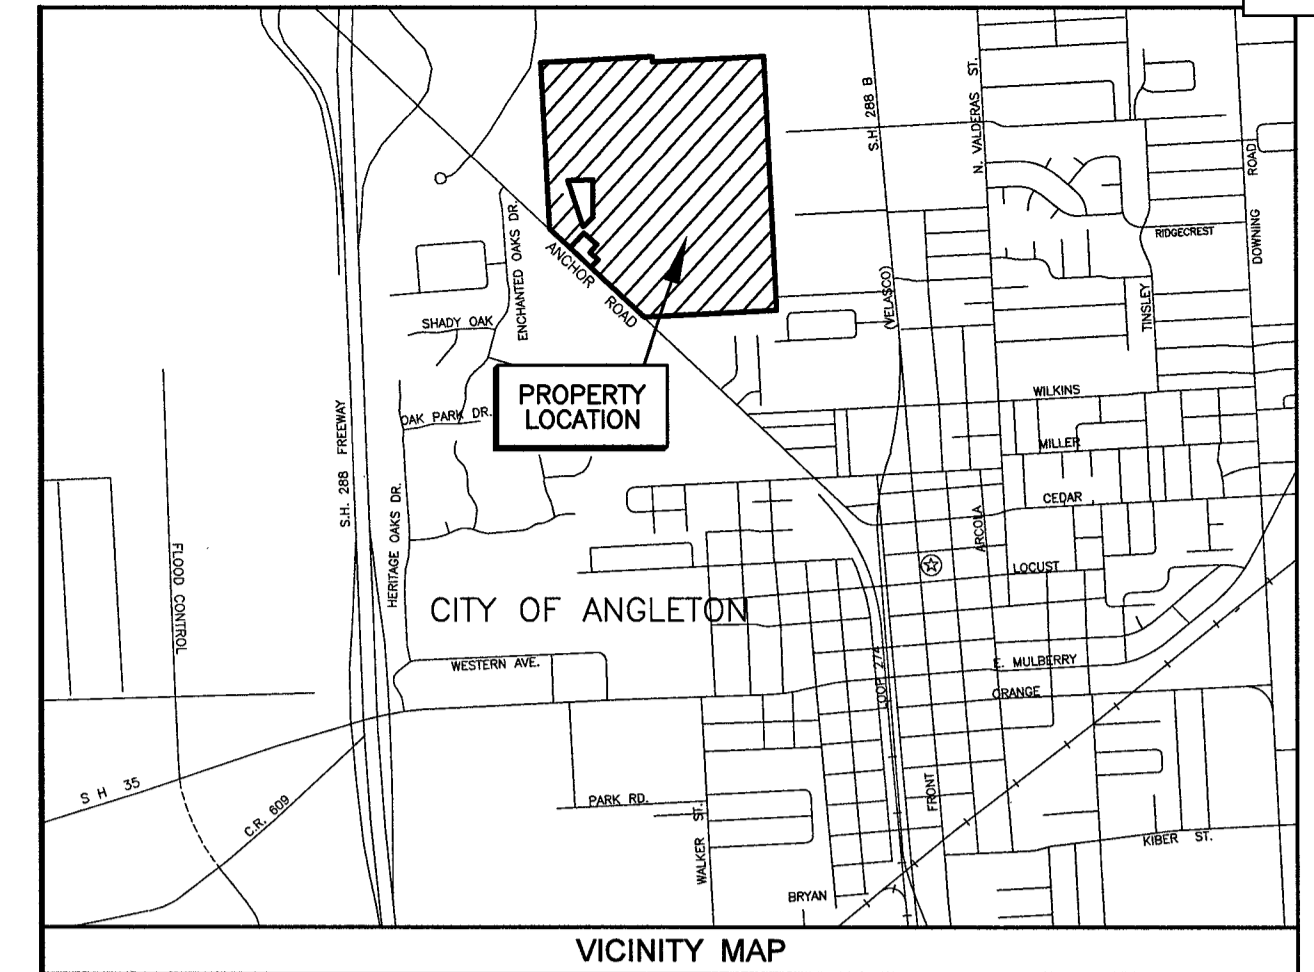 S.H. 288 B
N. VALDERAS ST.
ROAD
DOWNING
RIDGECREST
ENCHANTED OAKS DR.
ANCHOR ROAD
(VELASCO)
TINSLEY
SHADY OAK
PROPERTY
LOCATION
WILKINS
OAK PARK DR.
S.H. 288 FREEWAY
MILLER
HERITAGE OAKS DR.
CEDAR
ARCOLA
FLOOD CONTROL
LOCUST
CITY OF ANGLETON
WESTERN AVE.
E. MULBERRY
LOOP 274
ORANGE
S H 35
C.R. 609
PARK RD.
FRONT
WALKER ST.
KIBER ST.
BRYAN
VICINITY MAP